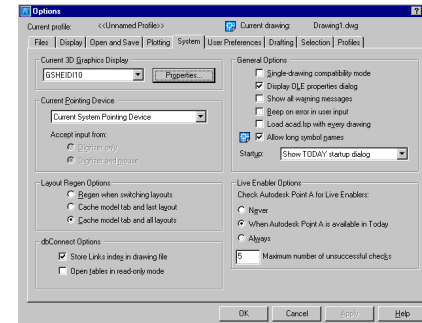 Options
Current profile: <<Unnamed Profile>> Current drawing: Drawing1.dwg
Files Display Open and Save Plotting System User Preferences Drafting Selection Profiles
Current 3D Graphics Display
GSHEIDI10 Properties...
Current Pointing Device
Current System Pointing Device
Accept input from:
Digitizer only
Digitizer and mouse
Layout Regen Options
Regen when switching layouts
Cache model tab and last layout
Cache model tab and all layouts
dbConnect Options
Store Links index in drawing file
Open tables in read-only mode
General Options
Single-drawing compatibility mode
Display OLE properties dialog
Show all warning messages
Beep on error in user input
Load acad.lsp with every drawing
Allow long symbol names
Startup: Show TODAY startup dialog
Live Enabler Options
Check Autodesk Point A for Live Enablers:
Never
When Autodesk Point A is available in Today
Always
5 Maximum number of unsuccessful checks
OK Cancel Apply Help